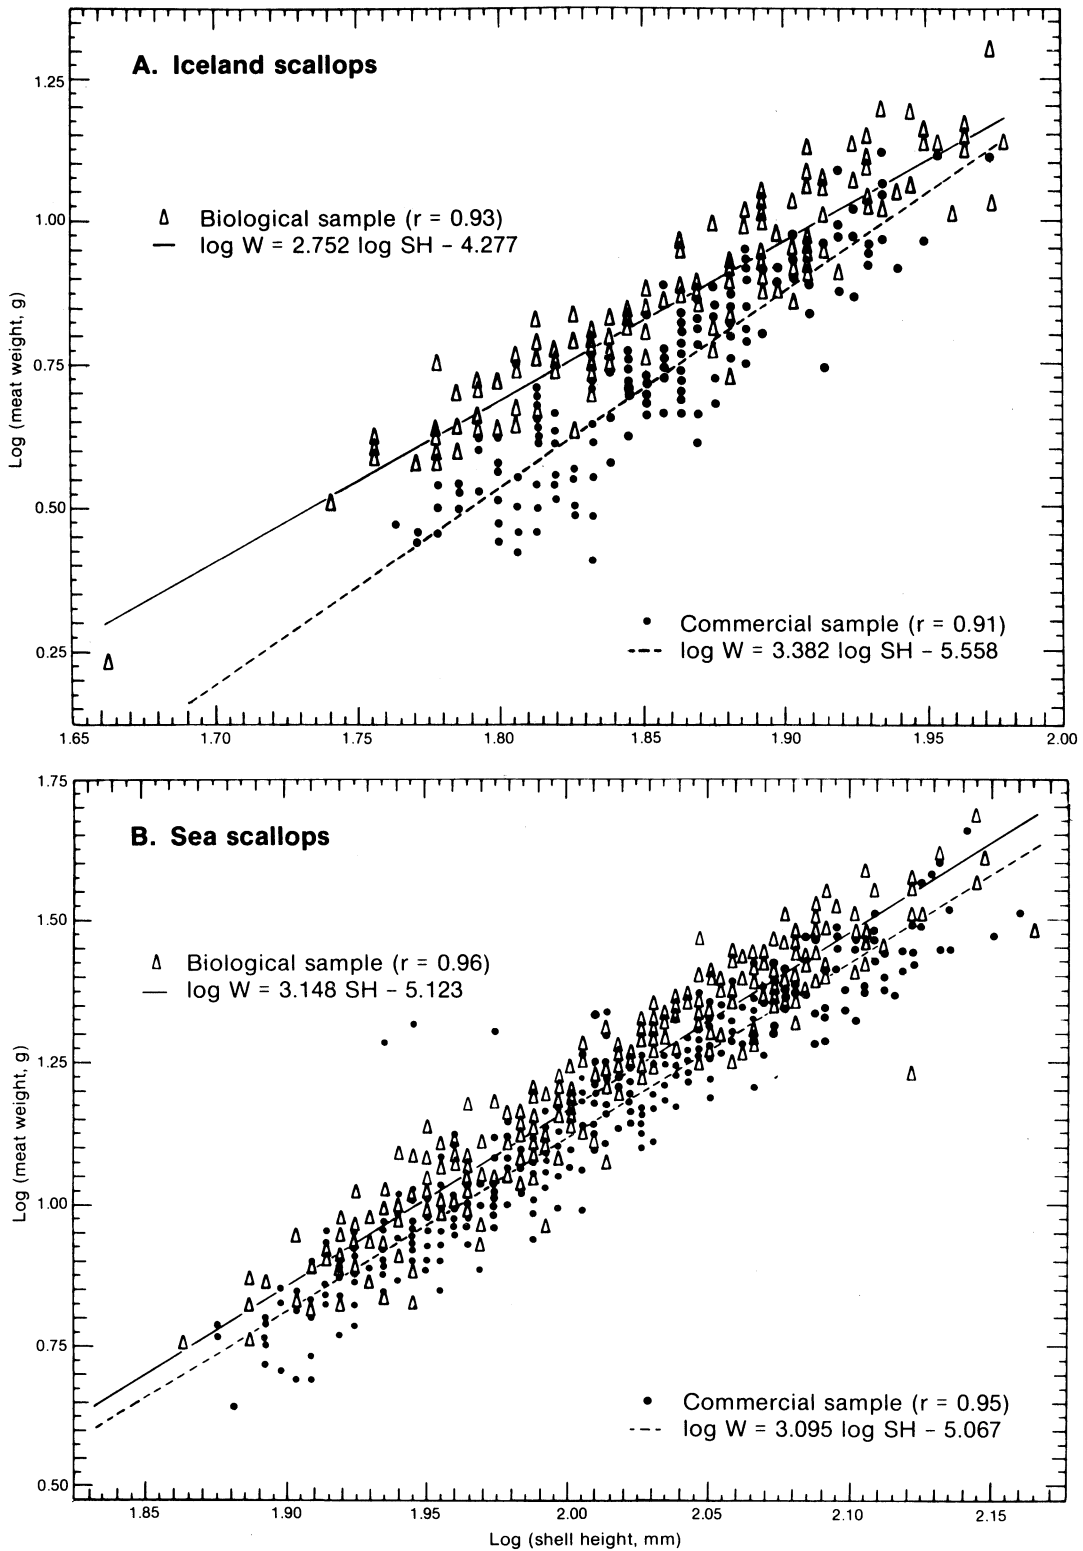 A. Iceland scallops
1.25
1.00
0.75
0.50
0.25
Log (meat weight, g)
Biological sample (r = 0.93)
log W = 2.752 log SH – 4.277
Commercial sample (r = 0.91)
log W = 3.382 log SH – 5.558
1.65 1.70 1.75 1.80 1.85 1.90 1.95 2.00
B. Sea scallops
1.75
1.50
1.25
1.00
0.75
0.50
Log (meat weight, g)
Biological sample (r = 0.96)
log W = 3.148 SH – 5.123
Commercial sample (r = 0.95)
log W = 3.095 log SH – 5.067
1.85 1.90 1.95 2.00 2.05 2.10 2.15
Log (shell height, mm)